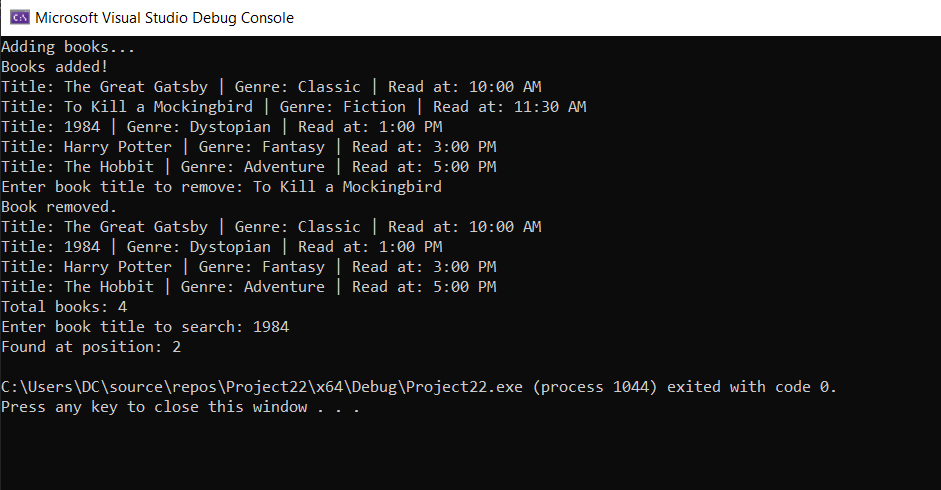 C:\ Microsoft Visual Studio Debug Console
Adding books...
Books added!
Title: The Great Gatsby | Genre: Classic | Read at: 10:00 AM
Title: To Kill a Mockingbird | Genre: Fiction | Read at: 11:30 AM
Title: 1984 | Genre: Dystopian | Read at: 1:00 PM
Title: Harry Potter | Genre: Fantasy | Read at: 3:00 PM
Title: The Hobbit | Genre: Adventure | Read at: 5:00 PM
Enter book title to remove: To Kill a Mockingbird
Book removed.
Title: The Great Gatsby | Genre: Classic | Read at: 10:00 AM
Title: 1984 | Genre: Dystopian | Read at: 1:00 PM
Title: Harry Potter | Genre: Fantasy | Read at: 3:00 PM
Title: The Hobbit | Genre: Adventure | Read at: 5:00 PM
Total books: 4
Enter book title to search: 1984
Found at position: 2
C:\Users\DC\source\repos\Project22\x64\Debug\Project22.exe (process 1044) exited with code 0.
Press any key to close this window . . .